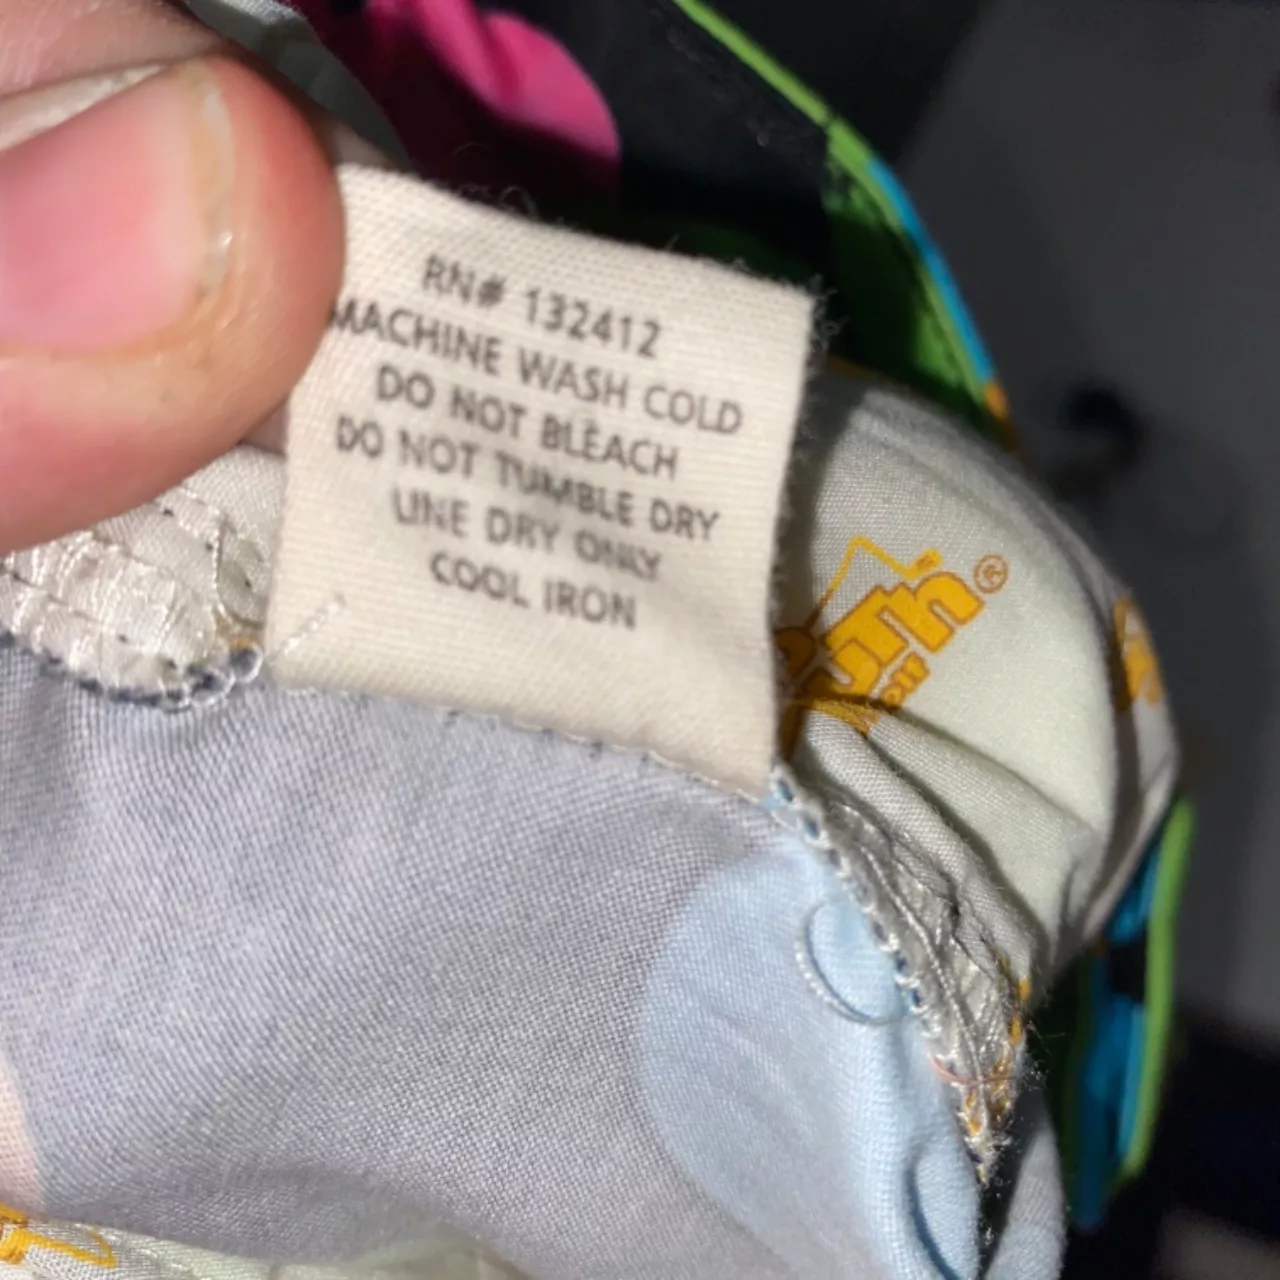 RN# 132412
MACHINE WASH COLD
DO NOT BLEACH
DO NOT TUMBLE DRY
LINE DRY ONLY
COOL IRON